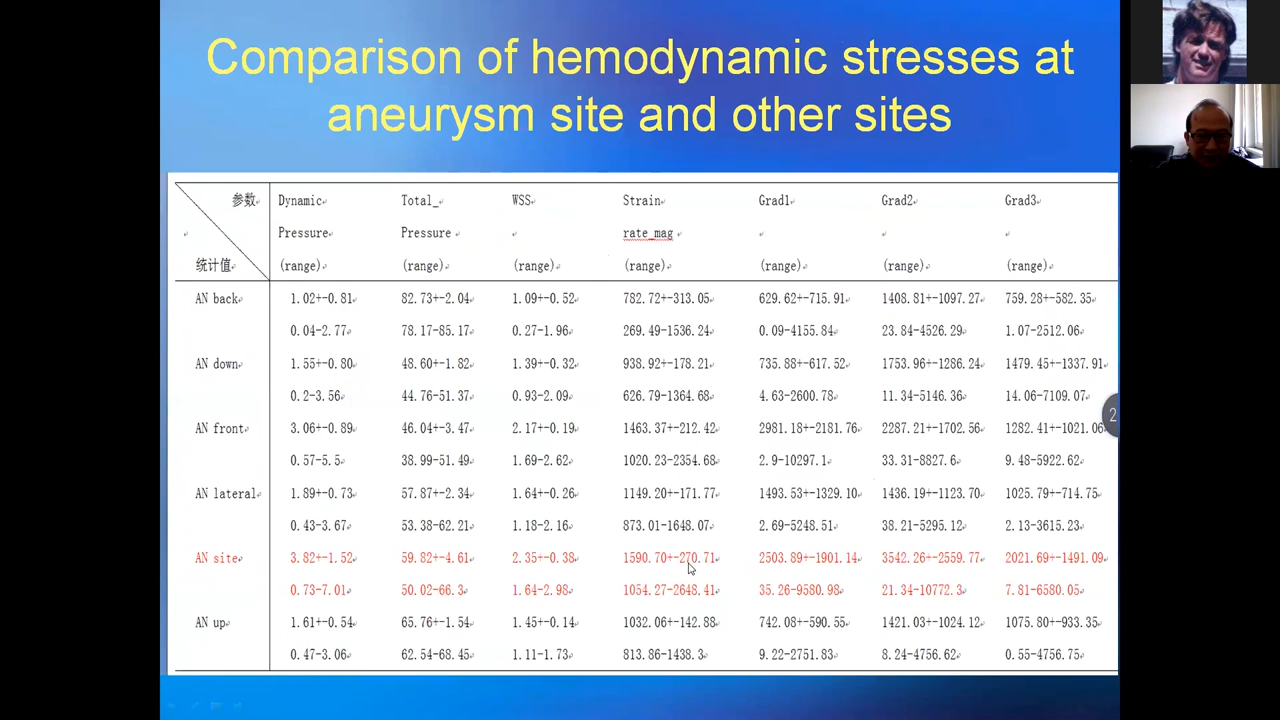 Comparison of hemodynamic stresses at
aneurysm site and other sites
参数 Dynamic Total_ WSS Strain Grad1 Grad2 Grad3
Pressure Pressure rate_mag
统计值 (range) (range) (range) (range) (range) (range) (range)
AN back 1.02+-0.81 82.73+-2.04 1.09+-0.52 782.72+-313.05 629.62+-715.91 1408.81+-1097.27 759.28+-582.35
0.04-2.77 78.17-85.17 0.27-1.96 269.49-1536.24 0.09-4155.84 23.84-4526.29 1.07-2512.06
AN down 1.55+-0.80 48.60+-1.82 1.39+-0.32 938.92+-178.21 735.88+-617.52 1753.96+-1286.24 1479.45+-1337.91
0.2-3.56 44.76-51.37 0.93-2.09 626.79-1364.68 4.63-2600.78 11.34-5146.36 14.06-7109.07
AN front 3.06+-0.89 46.04+-3.47 2.17+-0.19 1463.37+-212.42 2981.18+-2181.76 2287.21+-1702.56 1282.41+-1021.06
0.57-5.5 38.99-51.49 1.69-2.62 1020.23-2354.68 2.9-10297.1 33.31-8827.6 9.48-5922.62
AN lateral 1.89+-0.73 57.87+-2.34 1.64+-0.26 1149.20+-171.77 1493.53+-1329.10 1436.19+-1123.70 1025.79+-714.75
0.43-3.67 53.38-62.21 1.18-2.16 873.01-1648.07 2.69-5248.51 38.21-5295.12 2.13-3615.23
AN site 3.82+-1.52 59.82+-4.61 2.35+-0.38 1590.70+-270.71 2503.89+-1901.14 3542.26+-2559.77 2021.69+-1491.09
0.73-7.01 50.02-66.3 1.64-2.98 1054.27-2648.41 35.26-9580.98 21.34-10772.3 7.81-6580.05
AN up 1.61+-0.54 65.76+-1.54 1.45+-0.14 1032.06+-142.88 742.08+-590.55 1421.03+-1024.12 1075.80+-933.35
0.47-3.06 62.54-68.45 1.11-1.73 813.86-1438.3 9.22-2751.83 8.24-4756.62 0.55-4756.75
2